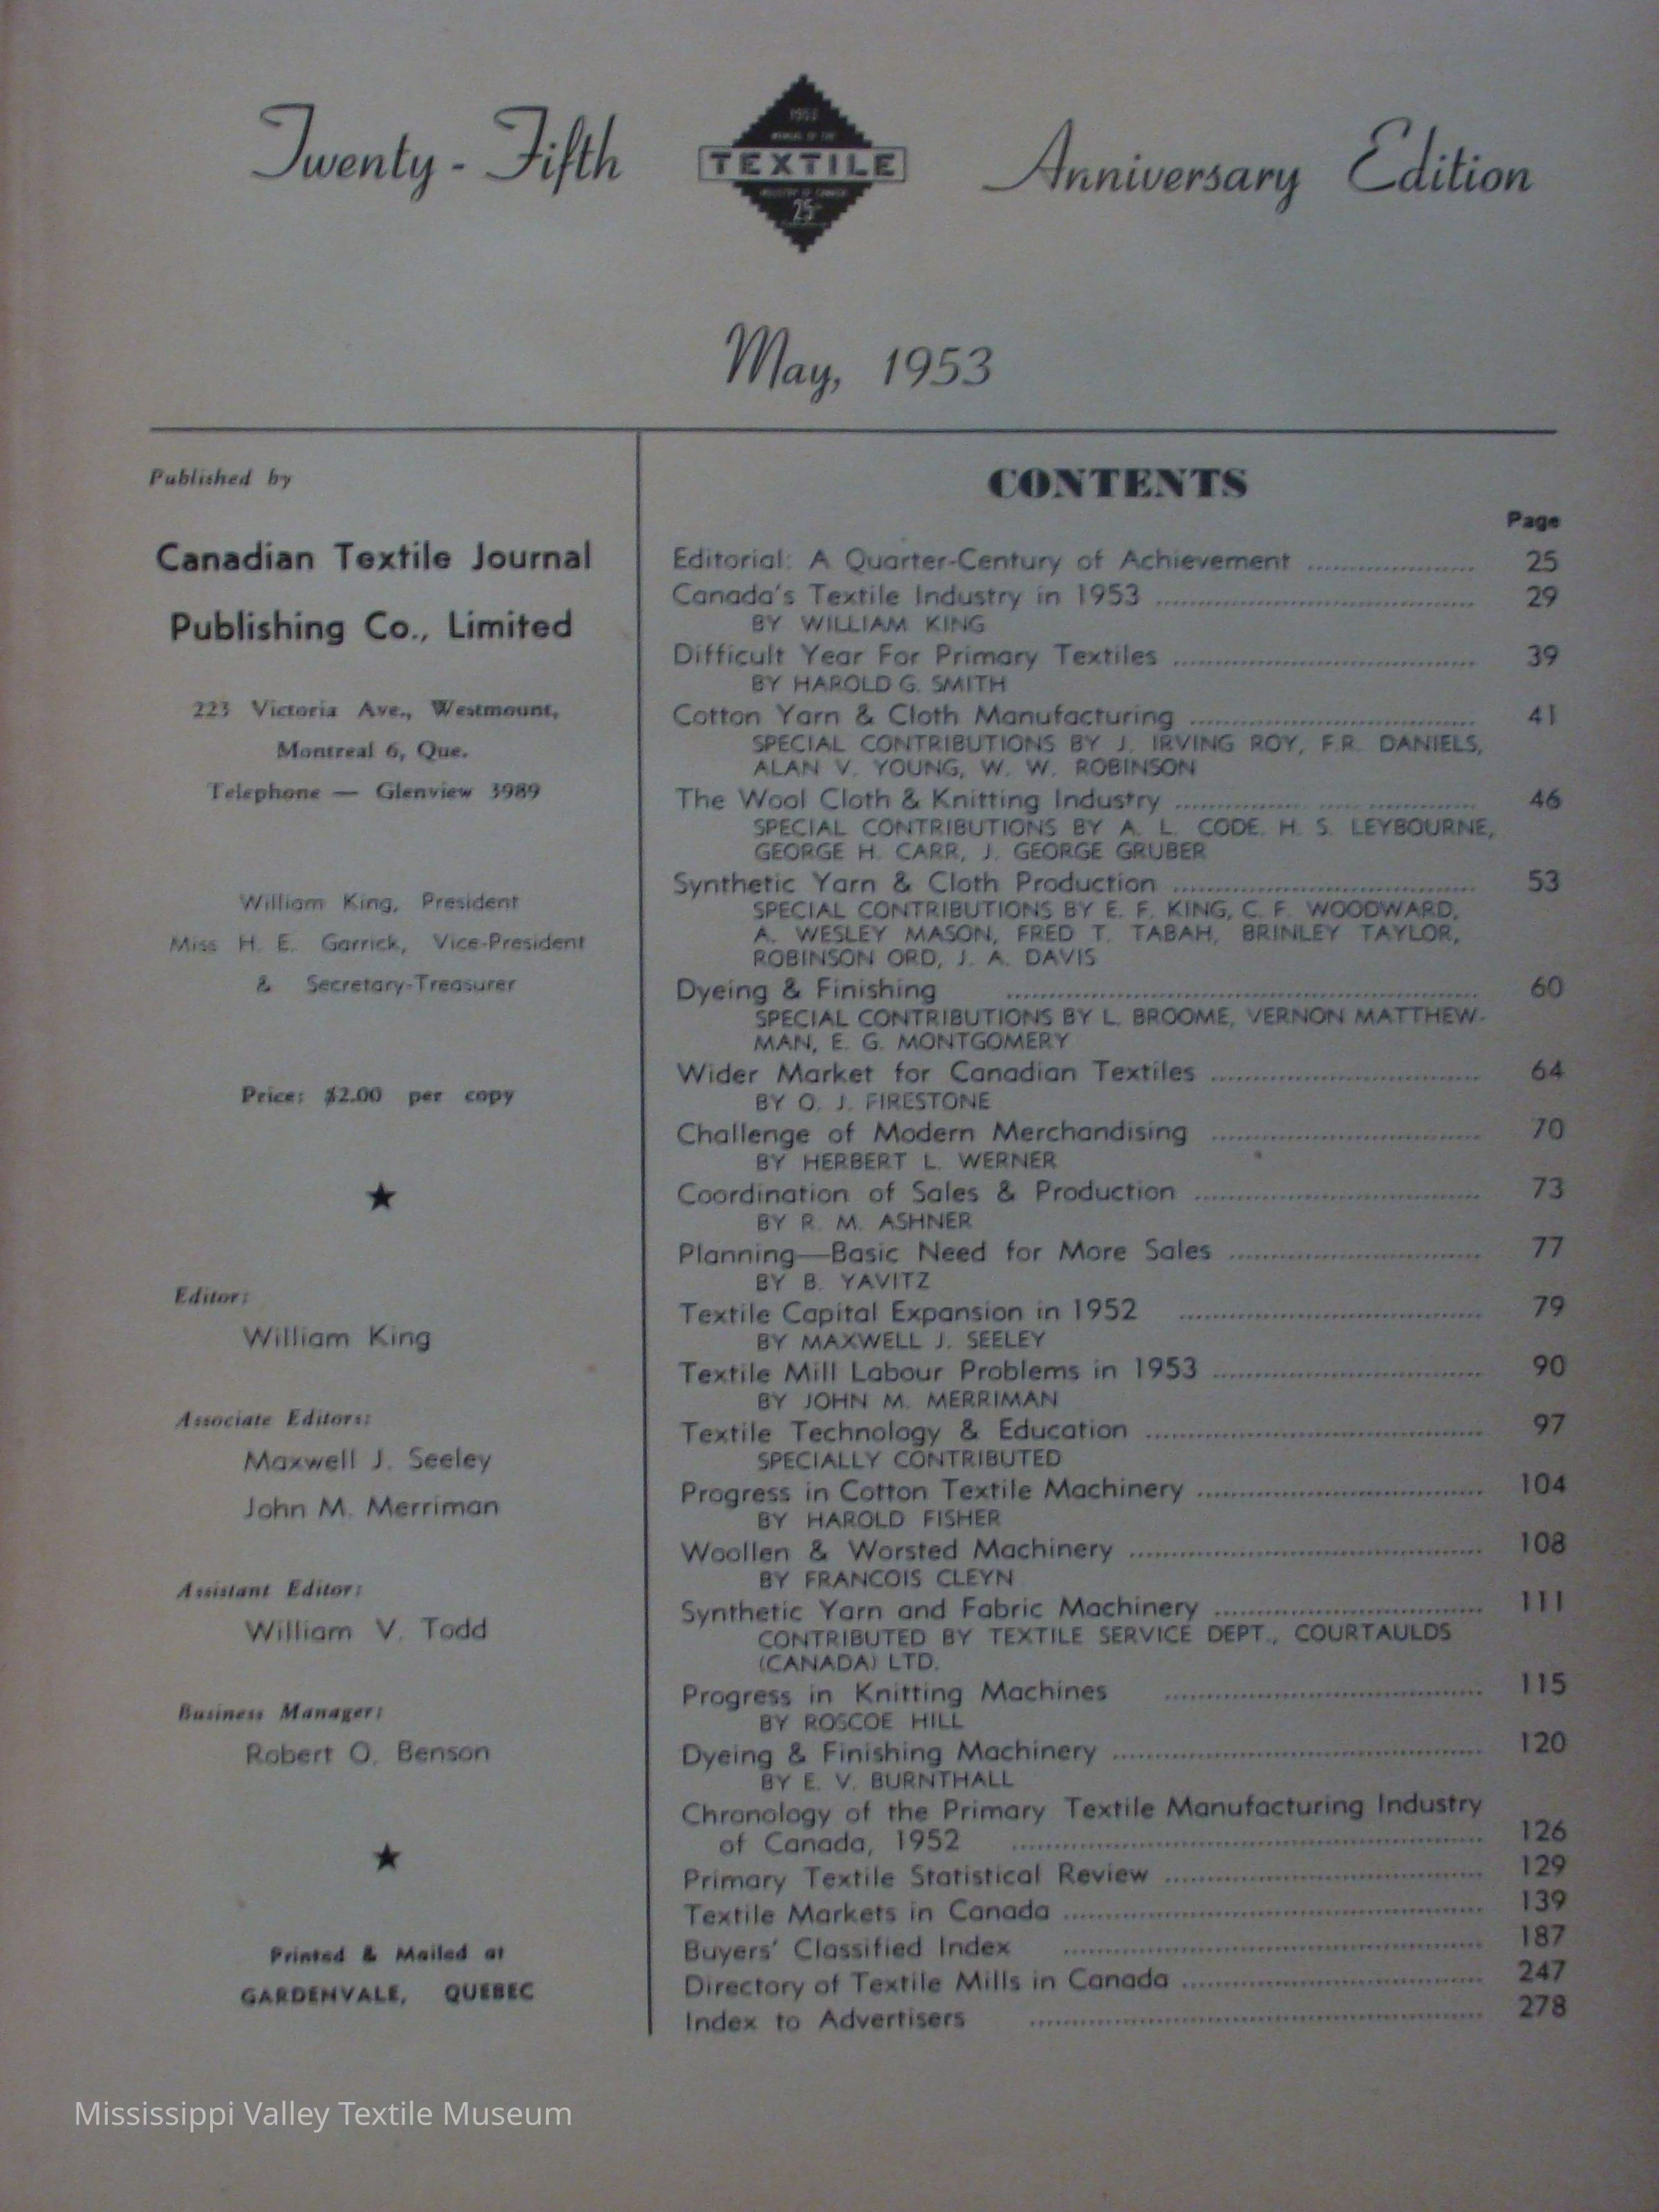 Twenty-Fifth
1953
MANUAL OF THE
TEXTILE
INDUSTRY OF CANADA
25
Anniversary Edition
May, 1953
Published by
Canadian Textile Journal
Publishing Co., Limited
223 Victoria Ave., Westmount,
Montreal 6, Que.
Telephone — Glenview 3989
William King, President
Miss H. E. Garrick, Vice-President
& Secretary-Treasurer
Price: $2.00 per copy
★
Editor:
William King
Associate Editors:
Maxwell J. Seeley
John M. Merriman
Assistant Editor:
William V. Todd
Business Manager:
Robert O. Benson
★
Printed & Mailed at
GARDENVALE, QUEBEC
CONTENTS
Page
Editorial: A Quarter-Century of Achievement ........ 25
Canada's Textile Industry in 1953 ........ 29
BY WILLIAM KING
Difficult Year For Primary Textiles ........ 39
BY HAROLD G. SMITH
Cotton Yarn & Cloth Manufacturing ........ 41
SPECIAL CONTRIBUTIONS BY J. IRVING ROY, F.R. DANIELS,
ALAN V. YOUNG, W. W. ROBINSON
The Wool Cloth & Knitting Industry ........ 46
SPECIAL CONTRIBUTIONS BY A. L. CODE, H. S. LEYBOURNE,
GEORGE H. CARR, J. GEORGE GRUBER
Synthetic Yarn & Cloth Production ........ 53
SPECIAL CONTRIBUTIONS BY E. F. KING, C. F. WOODWARD,
A. WESLEY MASON, FRED T. TABAH, BRINLEY TAYLOR,
ROBINSON ORD, J. A. DAVIS
Dyeing & Finishing ........ 60
SPECIAL CONTRIBUTIONS BY L. BROOME, VERNON MATTHEW-
MAN, E. G. MONTGOMERY
Wider Market for Canadian Textiles ........ 64
BY O. J. FIRESTONE
Challenge of Modern Merchandising ........ 70
BY HERBERT L. WERNER
Coordination of Sales & Production ........ 73
BY R. M. ASHNER
Planning—Basic Need for More Sales ........ 77
BY B. YAVITZ
Textile Capital Expansion in 1952 ........ 79
BY MAXWELL J. SEELEY
Textile Mill Labour Problems in 1953 ........ 90
BY JOHN M. MERRIMAN
Textile Technology & Education ........ 97
SPECIALLY CONTRIBUTED
Progress in Cotton Textile Machinery ........ 104
BY HAROLD FISHER
Woollen & Worsted Machinery ........ 108
BY FRANCOIS CLEYN
Synthetic Yarn and Fabric Machinery ........ 111
CONTRIBUTED BY TEXTILE SERVICE DEPT., COURTAULDS
(CANADA) LTD.
Progress in Knitting Machines ........ 115
BY ROSCOE HILL
Dyeing & Finishing Machinery ........ 120
BY E. V. BURNTHALL
Chronology of the Primary Textile Manufacturing Industry
of Canada, 1952 ........ 126
Primary Textile Statistical Review ........ 129
Textile Markets in Canada ........ 139
Buyers' Classified Index ........ 187
Directory of Textile Mills in Canada ........ 247
Index to Advertisers ........ 278
Mississippi Valley Textile Museum